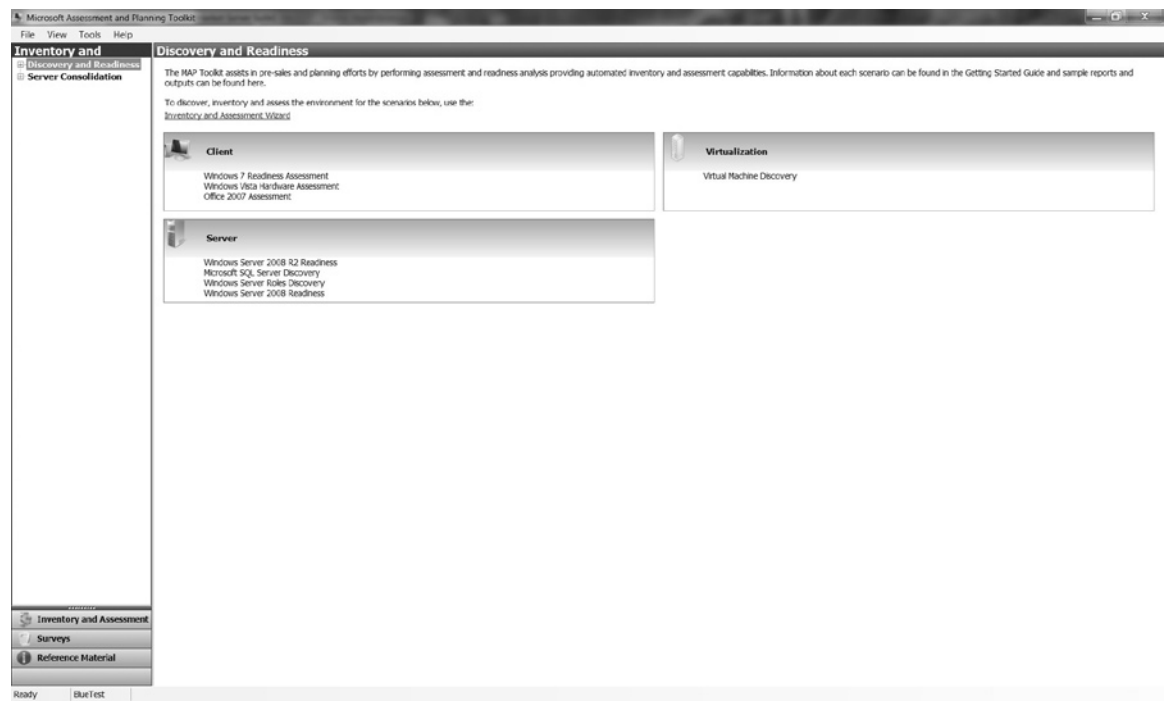 Microsoft Assessment and Planning Toolkit
File View Tools Help
Inventory and
Discovery and Readiness
Server Consolidation
Discovery and Readiness
The MAP Toolkit assists in pre-sales and planning efforts by performing assessment and readiness analysis providing automated inventory and assessment capabilities. Information about each scenario can be found in the Getting Started Guide and sample reports and
outputs can be found here.
To discover, inventory and assess the environment for the scenarios below, use the:
Inventory and Assessment Wizard
Client
Windows 7 Readiness Assessment
Windows Vista Hardware Assessment
Office 2007 Assessment
Virtualization
Virtual Machine Discovery
Server
Windows Server 2008 R2 Readiness
Microsoft SQL Server Discovery
Windows Server Roles Discovery
Windows Server 2008 Readiness
Inventory and Assessment
Surveys
Reference Material
Ready BlueTest